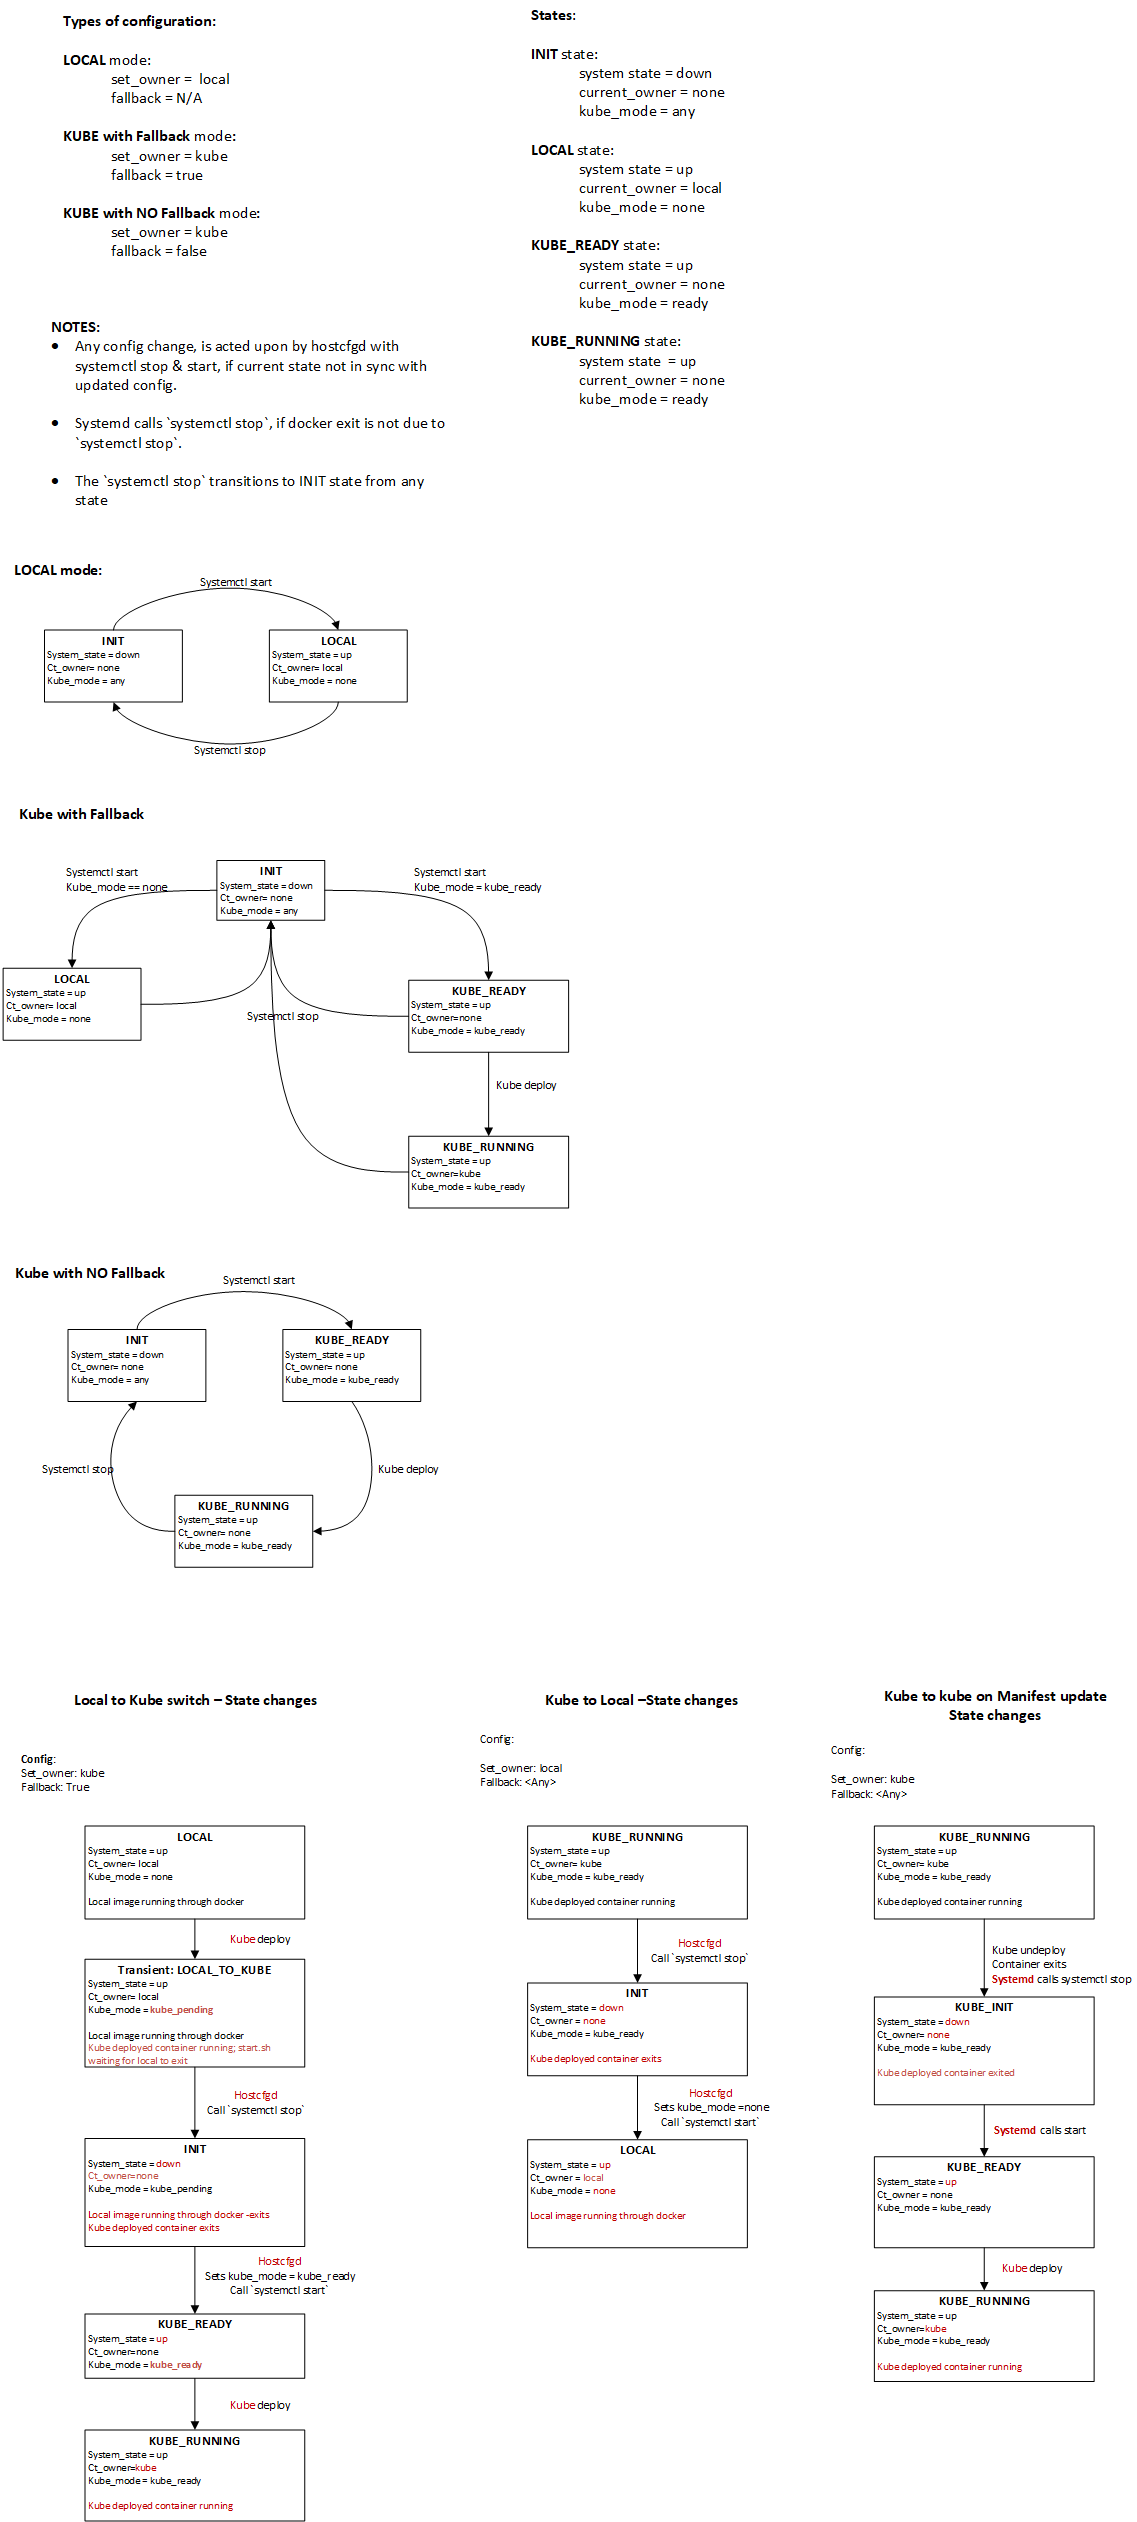 Types of configuration:
LOCAL mode:
set_owner =  local
fallback = N/A
KUBE with Fallback mode:
set_owner = kube
fallback = true
KUBE with NO Fallback mode:
set_owner = kube
fallback = false
NOTES:
• Any config change, is acted upon by hostcfgd with
systemctl stop & start, if current state not in sync with
updated config.
• Systemd calls `systemctl stop`, if docker exit is not due to
`systemctl stop`.
• The `systemctl stop` transitions to INIT state from any
state
States:
INIT state:
system state = down
current_owner = none
kube_mode = any
LOCAL state:
system state = up
current_owner = local
kube_mode = none
KUBE_READY state:
system state = up
current_owner = none
kube_mode = ready
KUBE_RUNNING state:
system state  = up
current_owner = none
kube_mode = ready
LOCAL mode:
Systemctl start
INIT
System_state = down
Ct_owner= none
Kube_mode = any
LOCAL
System_state = up
Ct_owner= local
Kube_mode = none
Systemctl stop
Kube with Fallback
Systemctl start
Kube_mode == none
INIT
System_state = down
Ct_owner= none
Kube_mode = any
Systemctl start
Kube_mode = kube_ready
LOCAL
System_state = up
Ct_owner= local
Kube_mode = none
Systemctl stop
KUBE_READY
System_state = up
Ct_owner=none
Kube_mode = kube_ready
Kube deploy
KUBE_RUNNING
System_state = up
Ct_owner=kube
Kube_mode = kube_ready
Kube with NO Fallback
Systemctl start
INIT
System_state = down
Ct_owner= none
Kube_mode = any
KUBE_READY
System_state = up
Ct_owner= none
Kube_mode = kube_ready
Systemctl stop
Kube deploy
KUBE_RUNNING
System_state = up
Ct_owner= none
Kube_mode = kube_ready
Local to Kube switch – State changes
Config:
Set_owner: kube
Fallback: True
LOCAL
System_state = up
Ct_owner= local
Kube_mode = none
Local image running through docker
Kube deploy
Transient: LOCAL_TO_KUBE
System_state = up
Ct_owner= local
Kube_mode = kube_pending
Local image running through docker
Kube deployed container running; start.sh
waiting for local to exit
Hostcfgd
Call `systemctl stop`
INIT
System_state = down
Ct_owner=none
Kube_mode = kube_pending
Local image running through docker -exits
Kube deployed container exits
Hostcfgd
Sets kube_mode = kube_ready
Call `systemctl start`
KUBE_READY
System_state = up
Ct_owner=none
Kube_mode = kube_ready
Kube deploy
KUBE_RUNNING
System_state = up
Ct_owner=kube
Kube_mode = kube_ready
Kube deployed container running
Kube to Local –State changes
Config:
Set_owner: local
Fallback: <Any>
KUBE_RUNNING
System_state = up
Ct_owner= kube
Kube_mode = kube_ready
Kube deployed container running
Hostcfgd
Call `systemctl stop`
INIT
System_state = down
Ct_owner = none
Kube_mode = kube_ready
Kube deployed container exits
Hostcfgd
Sets kube_mode =none
Call `systemctl start`
LOCAL
System_state = up
Ct_owner = local
Kube_mode = none
Local image running through docker
Kube to kube on Manifest update
State changes
Config:
Set_owner: kube
Fallback: <Any>
KUBE_RUNNING
System_state = up
Ct_owner= kube
Kube_mode = kube_ready
Kube deployed container running
Kube undeploy
Container exits
Systemd calls systemctl stop
KUBE_INIT
System_state = down
Ct_owner= none
Kube_mode = kube_ready
Kube deployed container exited
Systemd calls start
KUBE_READY
System_state = up
Ct_owner = none
Kube_mode = kube_ready
Kube deploy
KUBE_RUNNING
System_state = up
Ct_owner=kube
Kube_mode = kube_ready
Kube deployed container running